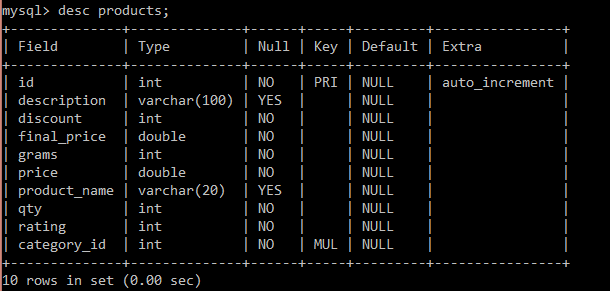 mysql> desc products;
+--------------+--------------+------+-----+---------+----------------+
| Field        | Type         | Null | Key | Default | Extra          |
+--------------+--------------+------+-----+---------+----------------+
| id           | int          | NO   | PRI | NULL    | auto_increment |
| description  | varchar(100) | YES  |     | NULL    |                |
| discount     | int          | NO   |     | NULL    |                |
| final_price  | double       | NO   |     | NULL    |                |
| grams        | int          | NO   |     | NULL    |                |
| price        | double       | NO   |     | NULL    |                |
| product_name | varchar(20)  | YES  |     | NULL    |                |
| qty          | int          | NO   |     | NULL    |                |
| rating       | int          | NO   |     | NULL    |                |
| category_id  | int          | NO   | MUL | NULL    |                |
+--------------+--------------+------+-----+---------+----------------+
10 rows in set (0.00 sec)